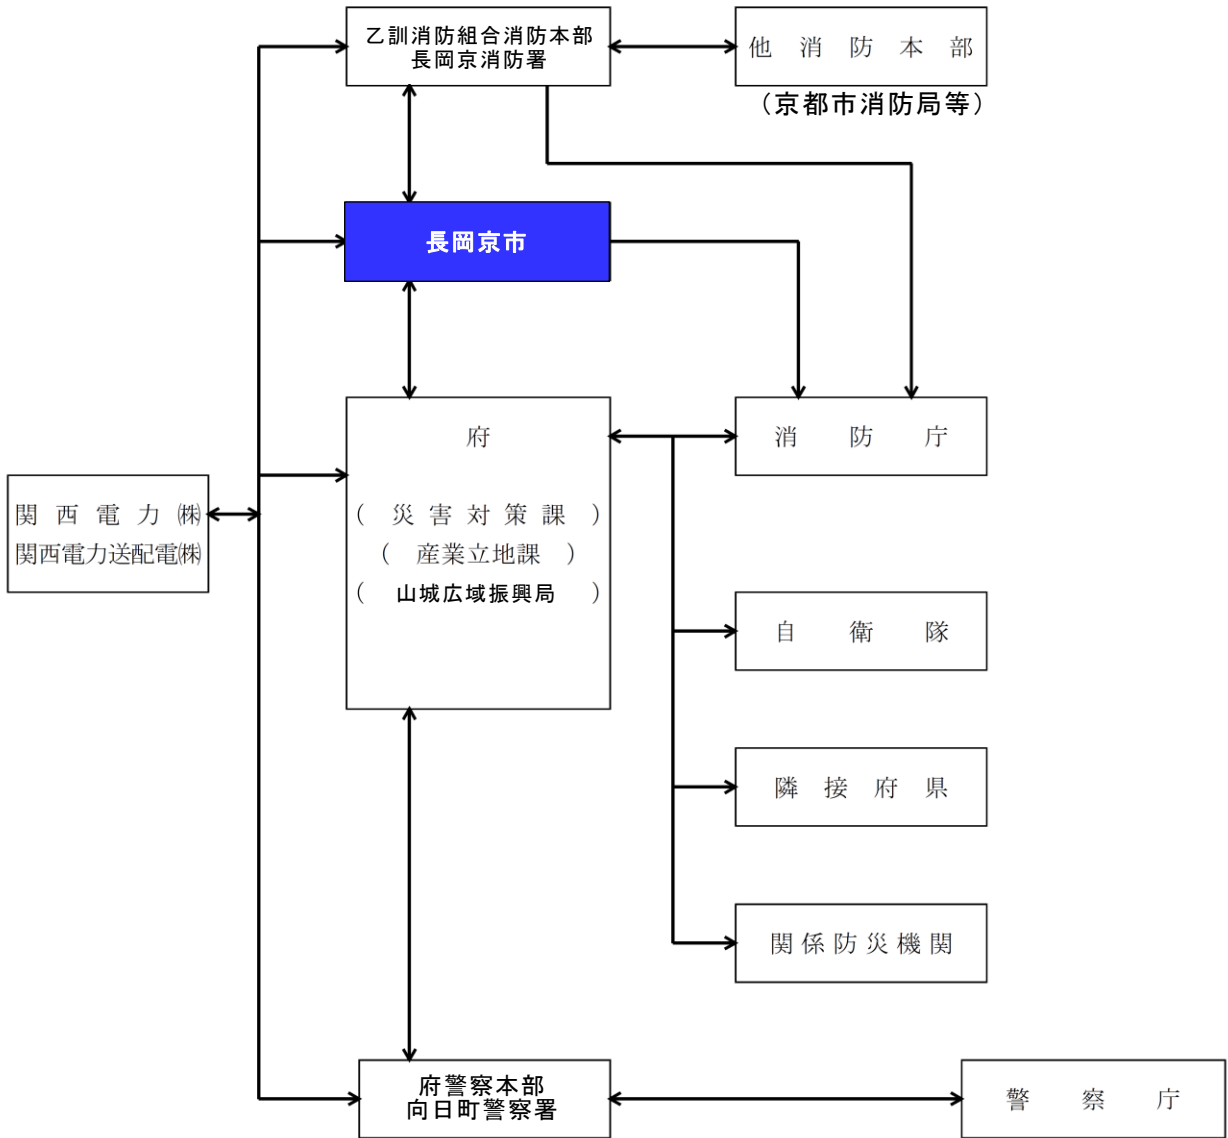 乙訓消防組合消防本部
長岡京消防署
他消防本部
（京都市消防局等）
長岡京市
府
（災害対策課）
（産業立地課）
（山城広域振興局）
消防庁
関西電力㈱
関西電力送配電㈱
自衛隊
隣接府県
関係防災機関
府警察本部
向日町警察署
警察庁